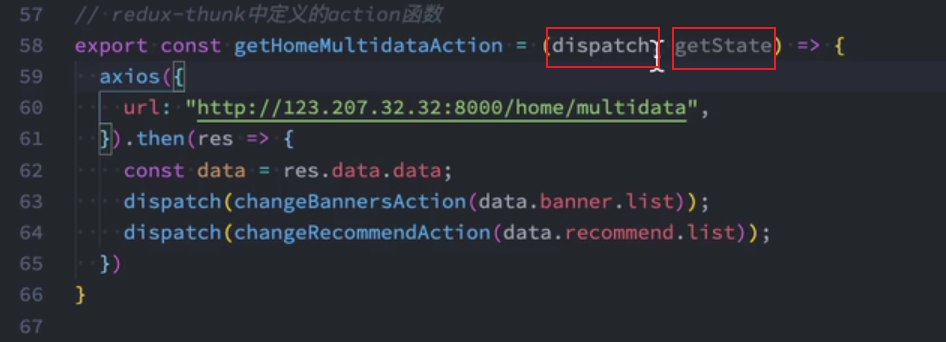 57 // redux-thunk中定义的action函数
58 export const getHomeMultidataAction = (dispatch, getState) => {
59 axios({
60 url: "http://123.207.32.32:8000/home/multidata",
61 }).then(res => {
62 const data = res.data.data;
63 dispatch(changeBannersAction(data.banner.list));
64 dispatch(changeRecommendAction(data.recommend.list));
65 })
66 }
67